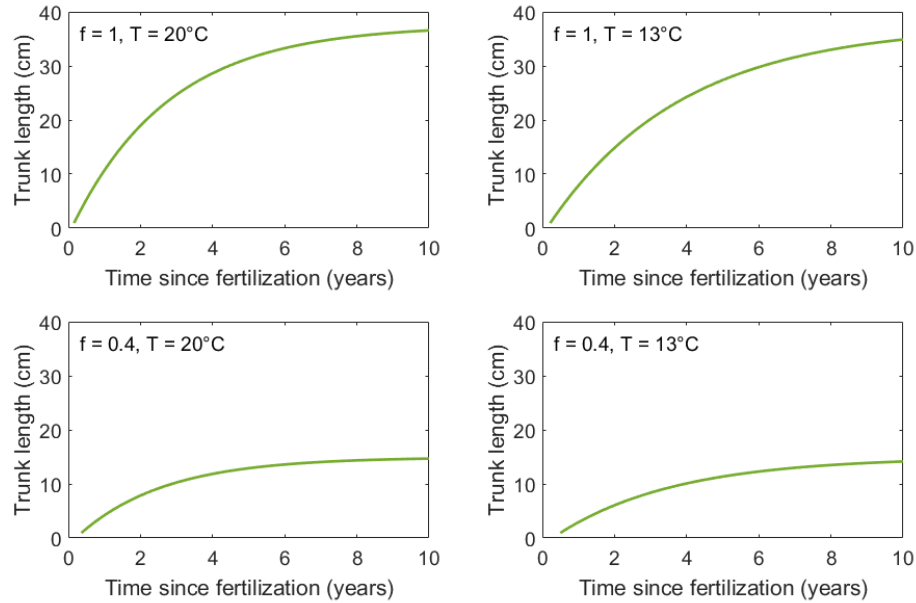 f = 1, T = 20°C
40
30
20
10
0
Trunk length (cm)
0 2 4 6 8 10
Time since fertilization (years)
f = 1, T = 13°C
40
30
20
10
0
Trunk length (cm)
0 2 4 6 8 10
Time since fertilization (years)
f = 0.4, T = 20°C
40
30
20
10
0
Trunk length (cm)
0 2 4 6 8 10
Time since fertilization (years)
f = 0.4, T = 13°C
40
30
20
10
0
Trunk length (cm)
0 2 4 6 8 10
Time since fertilization (years)